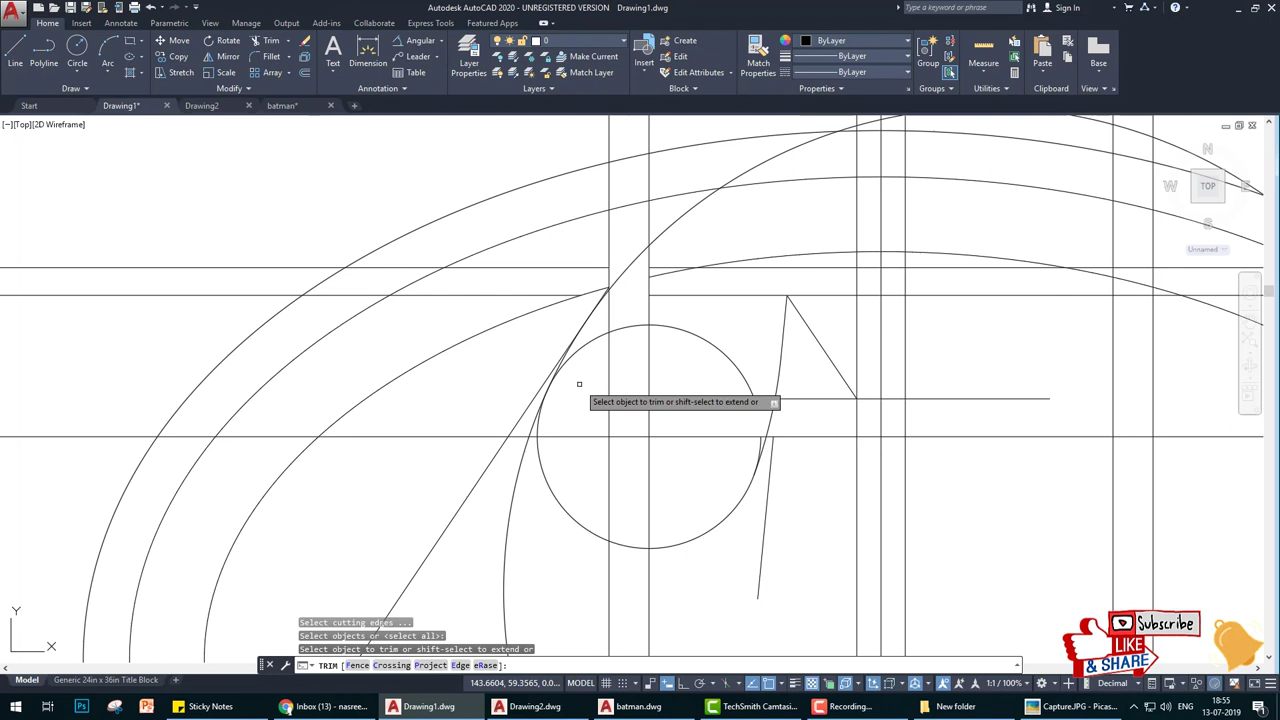 Autodesk AutoCAD 2020 - UNREGISTERED VERSION Drawing1.dwg
Type a keyword or phrase
Sign In
Home Insert Annotate Parametric View Manage Output Add-ins Collaborate Express Tools Featured Apps
Line Polyline Circle Arc
Move Rotate Trim
Copy Mirror Fillet
Stretch Scale Array
Text Dimension
Angular
Leader
Table
Layer Properties
0
Make Current
Match Layer
Insert
Create
Edit
Edit Attributes
Match Properties
ByLayer
ByLayer
ByLayer
Group
Measure
Paste
Base
Draw Modify Annotation Layers Block Properties Groups Utilities Clipboard View
Start Drawing1* Drawing2 batman*
[−][Top][2D Wireframe]
N
W TOP E
S
Unnamed
Select object to trim or shift-select to extend or
Y
X
Select cutting edges ...
Select objects or <select all>:
Select object to trim or shift-select to extend or
TRIM [Fence Crossing Project Edge eRase]:
Subscribe
LIKE
& SHARE
Model Generic 24in x 36in Title Block
143.6604, 59.3565, 0.0000 MODEL
1:1 / 100%
Decimal
Ps
Sticky Notes
Inbox (13) - nasree...
Drawing1.dwg
Drawing2.dwg
batman.dwg
TechSmith Camtasi...
Recording...
New folder
Capture.JPG - Picas...
ENG
18:55
13-07-2019